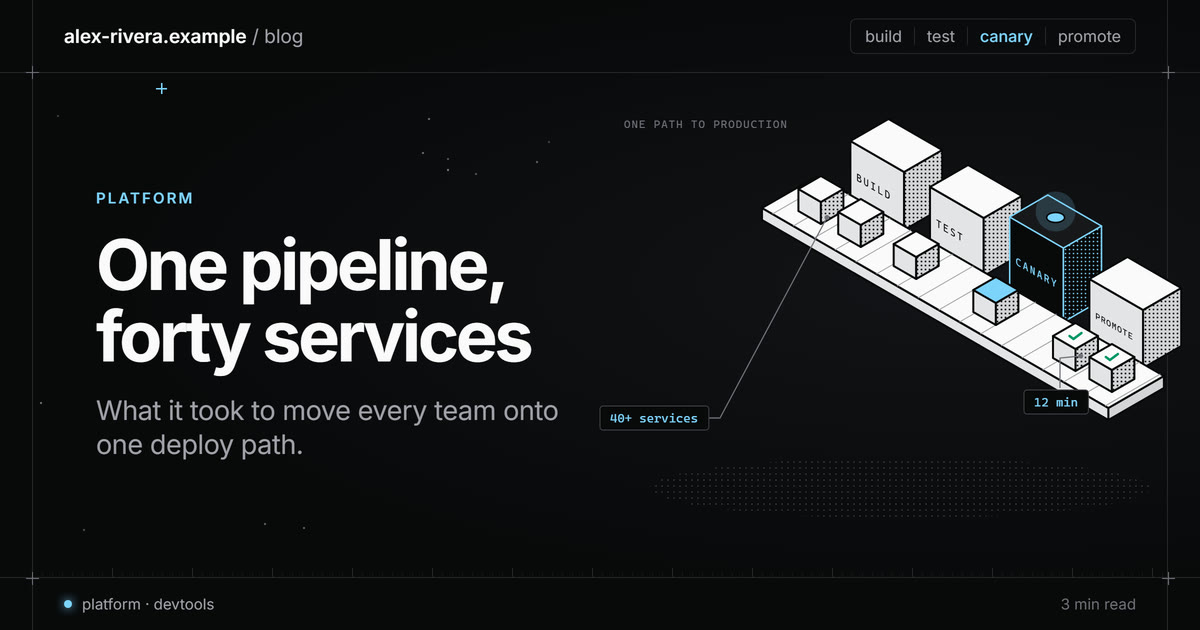 alex-rivera.example / blog
build test canary promote
ONE PATH TO PRODUCTION
PLATFORM
One pipeline,
forty services
What it took to move every team onto
one deploy path.
BUILD
TEST
CANARY
PROMOTE
40+ services
12 min
platform · devtools
3 min read